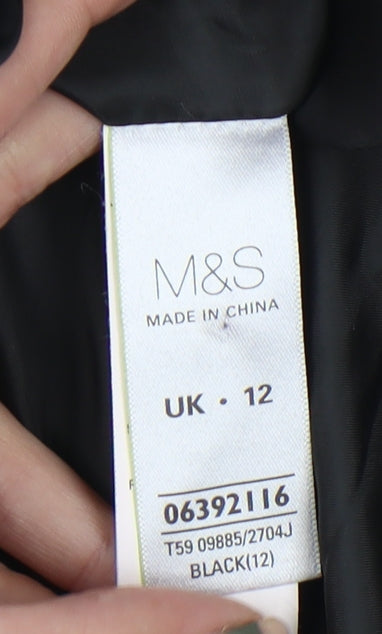 M&S
MADE IN CHINA
UK • 12
06392116
T59 09885/2704J
BLACK(12)